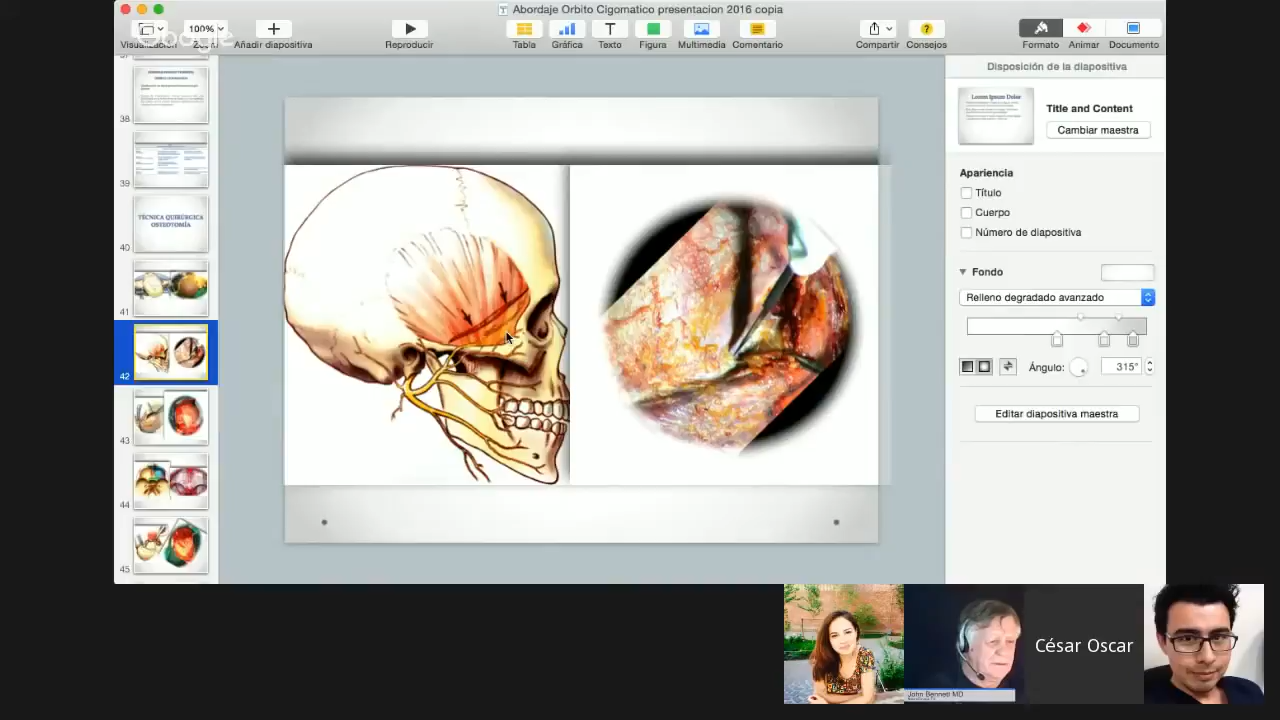 Abordaje Orbito Cigomatico presentacion 2016 copia
100%
Visualización
Zoom
Añadir diapositiva
Reproducir
Tabla
Gráfica
Texto
Figura
Multimedia
Comentario
Compartir
Consejos
Formato
Animar
Documento
Google
Disposición de la diapositiva
Lorem Ipsum Dolor
Title and Content
Cambiar maestra
Apariencia
Título
Cuerpo
Número de diapositiva
Fondo
Relleno degradado avanzado
Ángulo:
315°
Editar diapositiva maestra
38
39
TÉCNICA QUIRÚRGICA
OSTEOTOMÍA
40
41
42
43
44
45
César Oscar
John Bennett MD